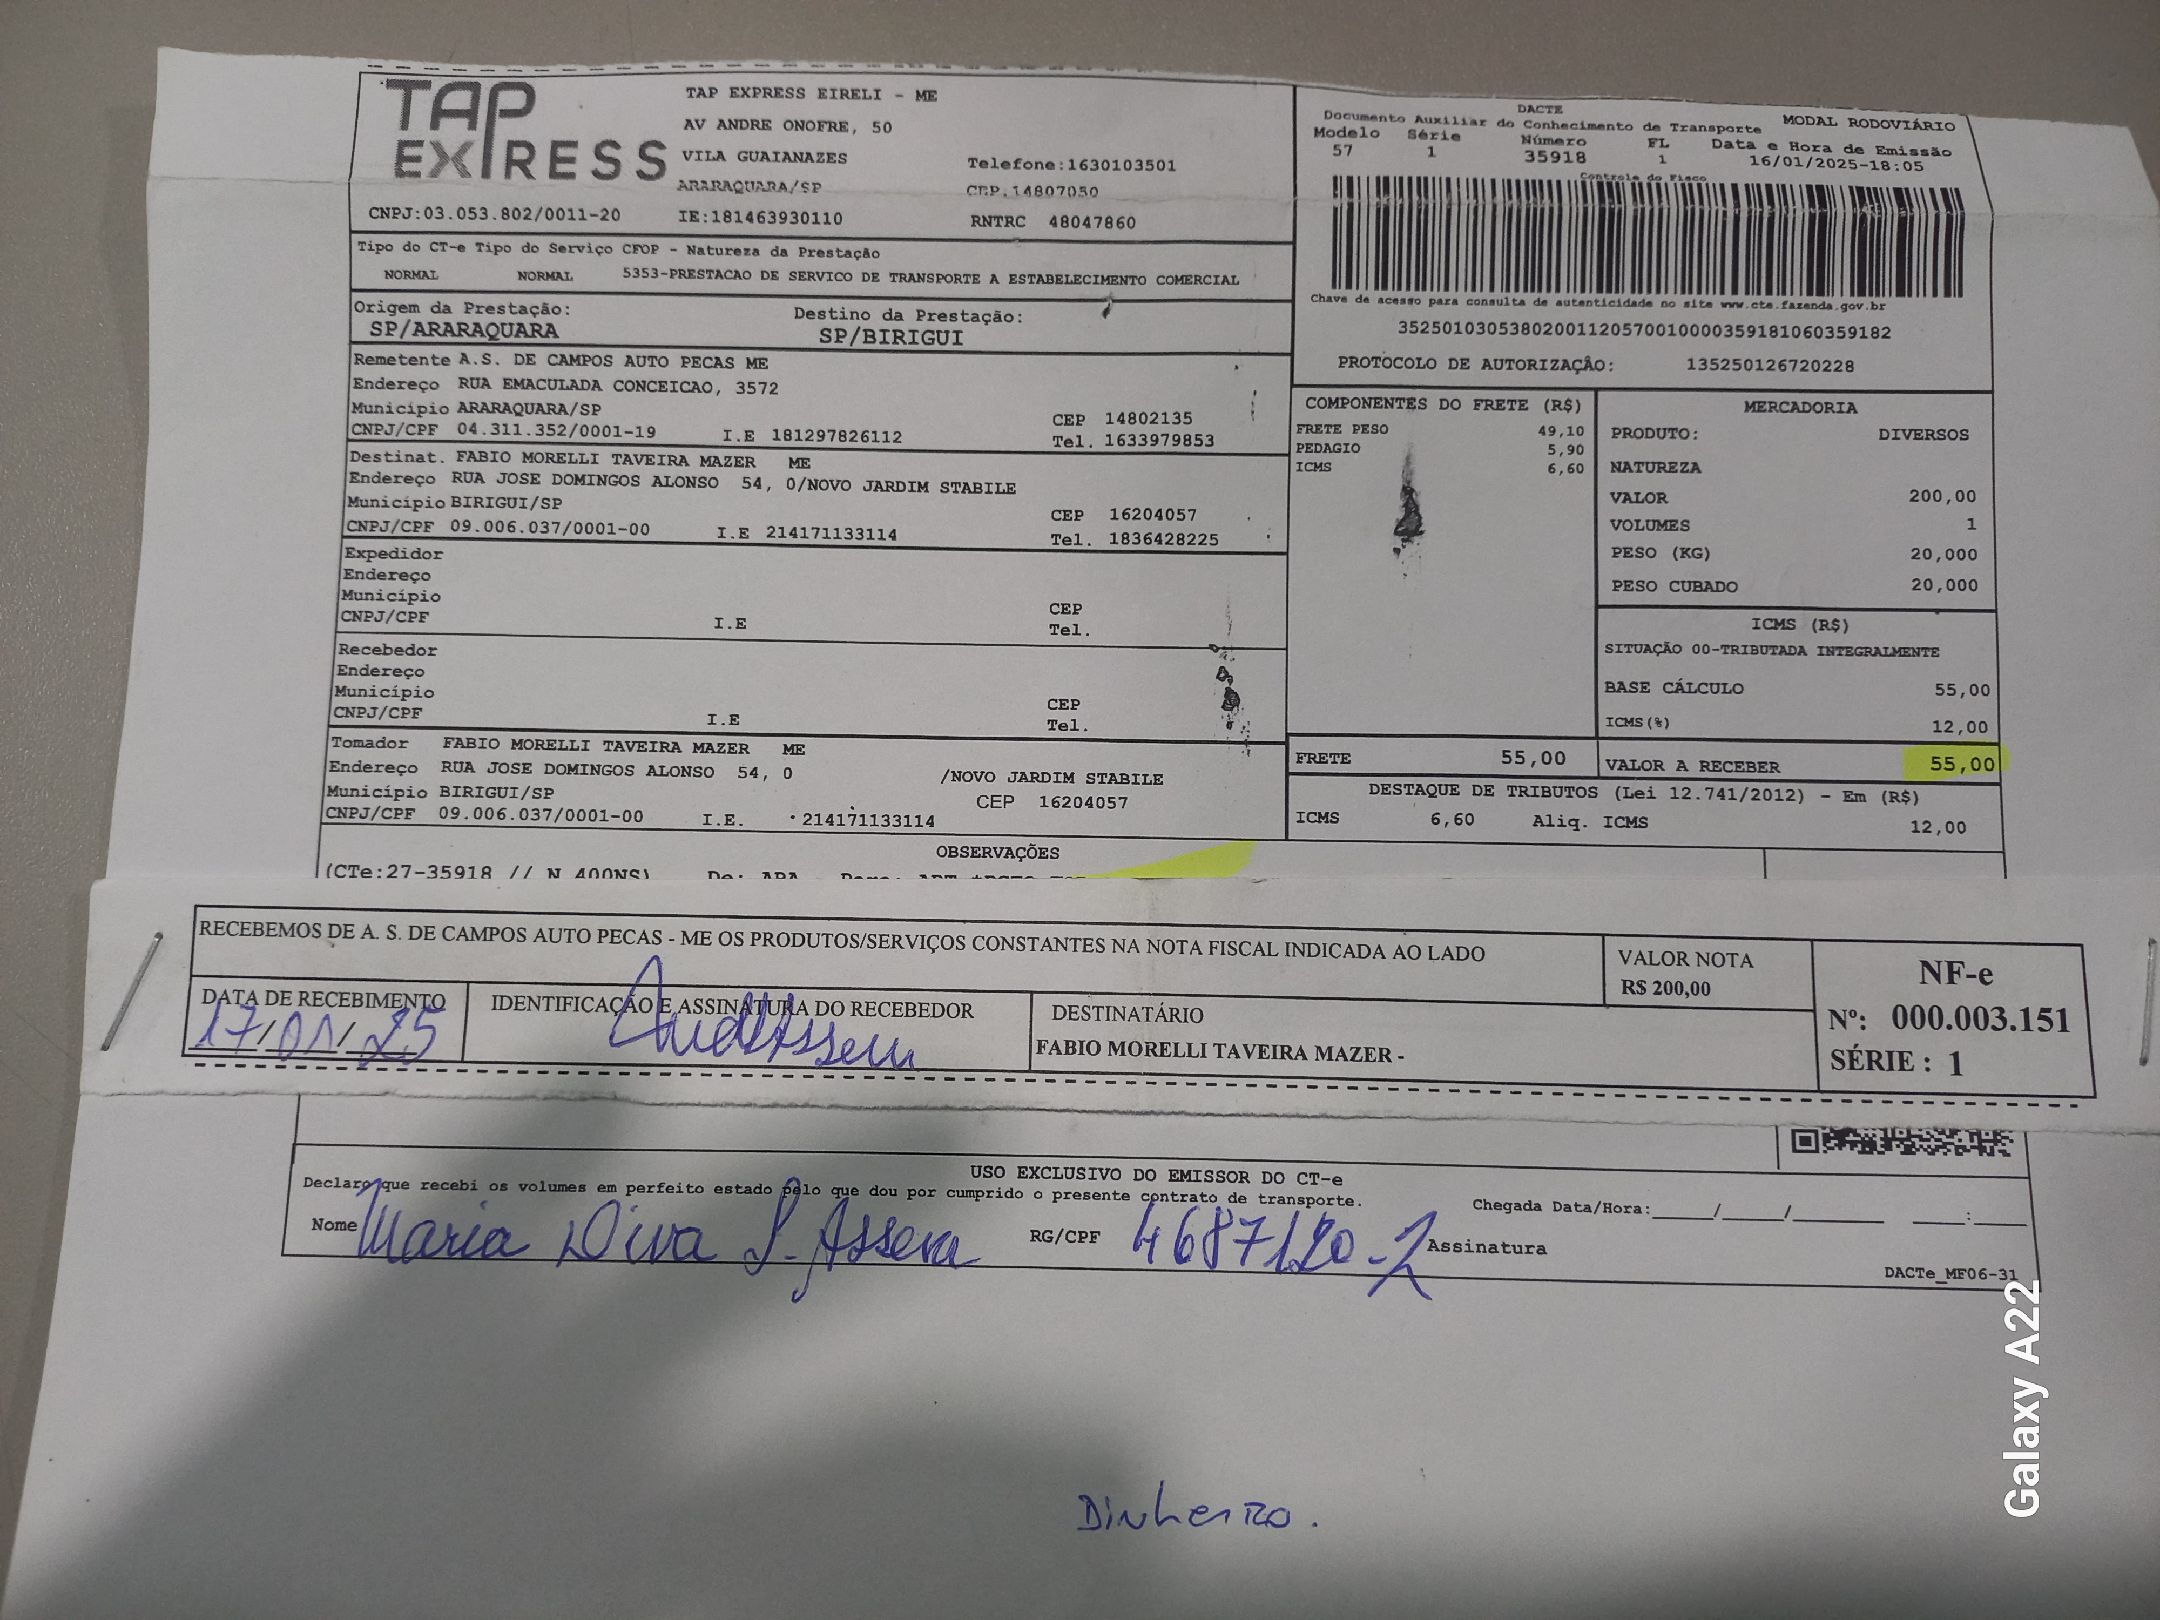 TAP EXPRESS
TAP EXPRESS EIRELI - ME
AV ANDRE ONOFRE, 50
VILA GUAIANAZES
Telefone:1630103501
ARARAQUARA/SP
CEP.14807050
CNPJ:03.053.802/0011-20
IE:181463930110
RNTRC 48047860
DACTE
Documento Auxiliar do Conhecimento de Transporte
MODAL RODOVIÁRIO
Modelo Série Número FL Data e Hora de Emissão
57 1 35918 1 16/01/2025-18:05
Controle do Fisco
Chave de acesso para consulta de autenticidade no site www.cte.fazenda.gov.br
35250103053802001120570010000359181060359182
PROTOCOLO DE AUTORIZAÇÂO: 135250126720228
Tipo do CT-e Tipo do Serviço CFOP - Natureza da Prestação
NORMAL NORMAL 5353-PRESTACAO DE SERVICO DE TRANSPORTE A ESTABELECIMENTO COMERCIAL
Origem da Prestação: Destino da Prestação:
SP/ARARAQUARA SP/BIRIGUI
Remetente A.S. DE CAMPOS AUTO PECAS ME
Endereço RUA EMACULADA CONCEICAO, 3572
Município ARARAQUARA/SP CEP 14802135
CNPJ/CPF 04.311.352/0001-19 I.E 181297826112 Tel. 1633979853
Destinat. FABIO MORELLI TAVEIRA MAZER ME
Endereço RUA JOSE DOMINGOS ALONSO 54, 0/NOVO JARDIM STABILE
Município BIRIGUI/SP CEP 16204057
CNPJ/CPF 09.006.037/0001-00 I.E 214171133114 Tel. 1836428225
Expedidor
Endereço
Município CEP
CNPJ/CPF I.E Tel.
Recebedor
Endereço
Município CEP
CNPJ/CPF I.E Tel.
Tomador FABIO MORELLI TAVEIRA MAZER ME
Endereço RUA JOSE DOMINGOS ALONSO 54, 0 /NOVO JARDIM STABILE
Município BIRIGUI/SP CEP 16204057
CNPJ/CPF 09.006.037/0001-00 I.E. 214171133114
COMPONENTES DO FRETE (R$)
FRETE PESO 49,10
PEDAGIO 5,90
ICMS 6,60
MERCADORIA
PRODUTO: DIVERSOS
NATUREZA
VALOR 200,00
VOLUMES 1
PESO (KG) 20,000
PESO CUBADO 20,000
ICMS (R$)
SITUAÇÃO 00-TRIBUTADA INTEGRALMENTE
BASE CÁLCULO 55,00
ICMS(%) 12,00
FRETE 55,00 VALOR A RECEBER 55,00
DESTAQUE DE TRIBUTOS (Lei 12.741/2012) - Em (R$)
ICMS 6,60 Aliq. ICMS 12,00
OBSERVAÇÕES
(CTe:27-35918 // N 400NS) De: ARA
RECEBEMOS DE A. S. DE CAMPOS AUTO PECAS - ME OS PRODUTOS/SERVIÇOS CONSTANTES NA NOTA FISCAL INDICADA AO LADO
VALOR NOTA
R$ 200,00
NF-e
Nº: 000.003.151
SÉRIE : 1
DATA DE RECEBIMENTO
17/01/25
IDENTIFICAÇÃO E ASSINATURA DO RECEBEDOR
DESTINATÁRIO
FABIO MORELLI TAVEIRA MAZER -
USO EXCLUSIVO DO EMISSOR DO CT-e
Declaro que recebi os volumes em perfeito estado pelo que dou por cumprido o presente contrato de transporte.
Chegada Data/Hora:_____/_____/________ _____:_____
Nome Maria Diva S. Assera RG/CPF 4687120-2 Assinatura
DACTe_MF06-31
Dinheiro.
Galaxy A22